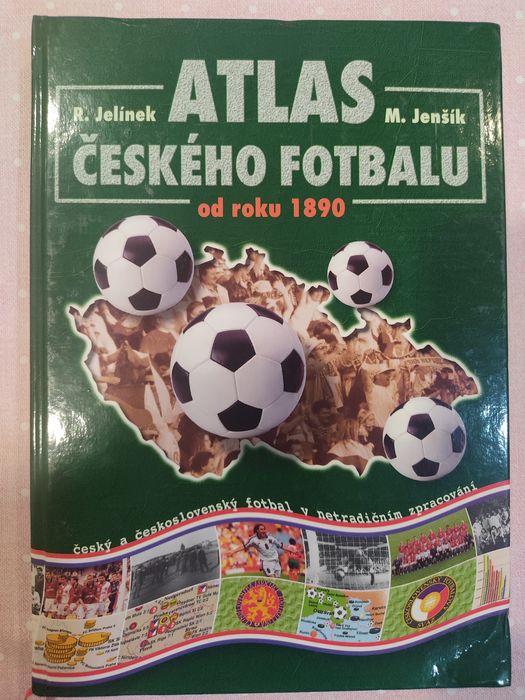 ATLAS
R. Jelínek
M. Jenšík
ČESKÉHO FOTBALU
od roku 1890
český a československý fotbal v netradičním zpracování